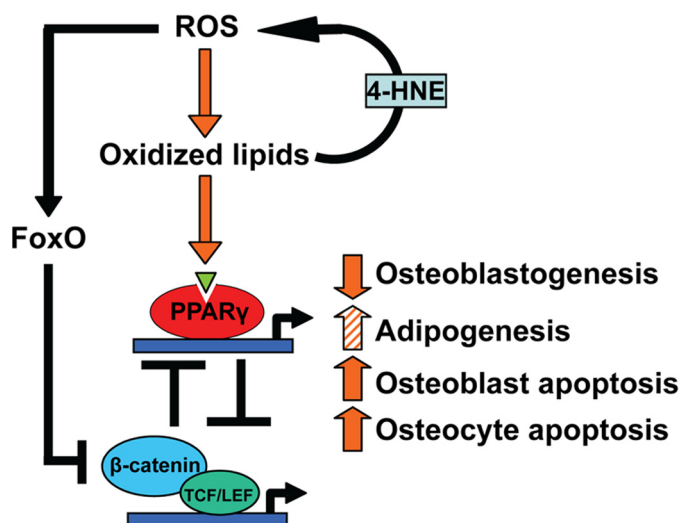 ROS
4-HNE
Oxidized lipids
FoxO
PPARγ
Osteoblastogenesis
Adipogenesis
Osteoblast apoptosis
Osteocyte apoptosis
β-catenin
TCF/LEF